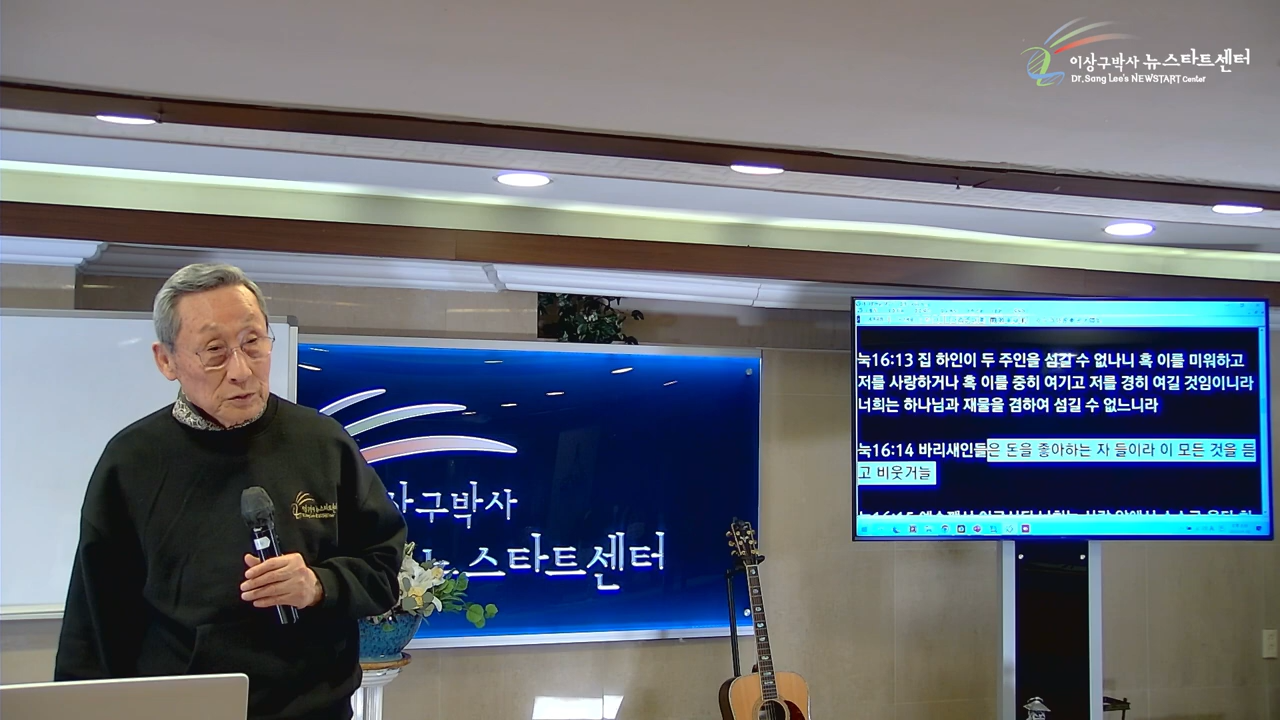 이상구박사 뉴스타트센터
Dr. Sang Lee's NEWSTART Center
눅16:13 집 하인이 두 주인을 섬길 수 없나니 혹 이를 미워하고
저를 사랑하거나 혹 이를 중히 여기고 저를 경히 여길 것임이니라
너희는 하나님과 재물을 겸하여 섬길 수 없느니라
눅16:14 바리새인들은 돈을 좋아하는 자 들이라 이 모든 것을 듣
고 비웃거늘
상구박사
스타트센터